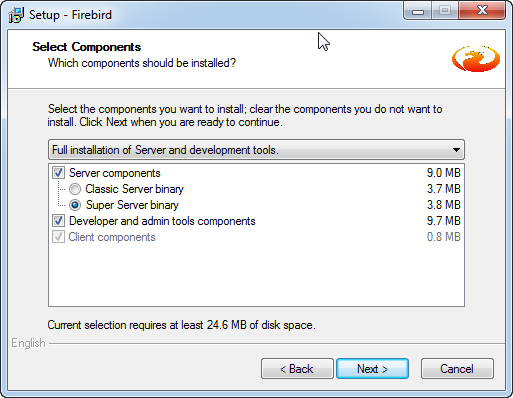 Setup - Firebird
Select Components
Which components should be installed?
Select the components you want to install; clear the components you do not want to
install. Click Next when you are ready to continue.
Full installation of Server and development tools.
Server components 9.0 MB
Classic Server binary 3.7 MB
Super Server binary 3.8 MB
Developer and admin tools components 9.7 MB
Client components 0.8 MB
Current selection requires at least 24.6 MB of disk space.
English
< Back Next > Cancel